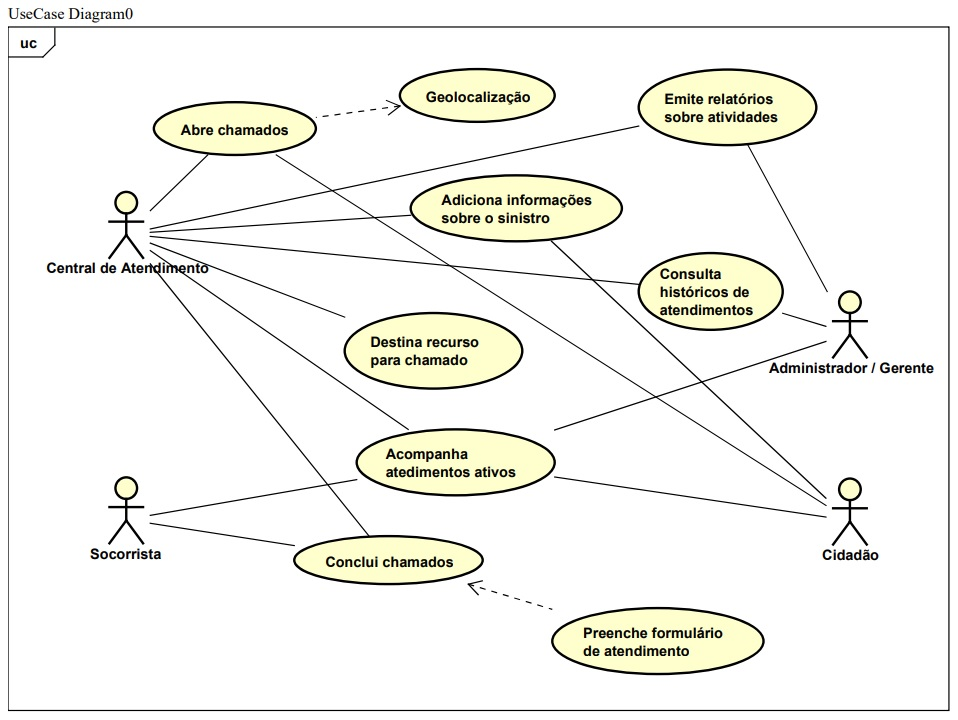 UseCase Diagram0
uc
Geolocalização
Abre chamados
Emite relatórios
sobre atividades
Adiciona informações
sobre o sinistro
Central de Atendimento
Consulta
históricos de
atendimentos
Destina recurso
para chamado
Administrador / Gerente
Acompanha
atedimentos ativos
Socorrista
Cidadão
Conclui chamados
Preenche formulário
de atendimento